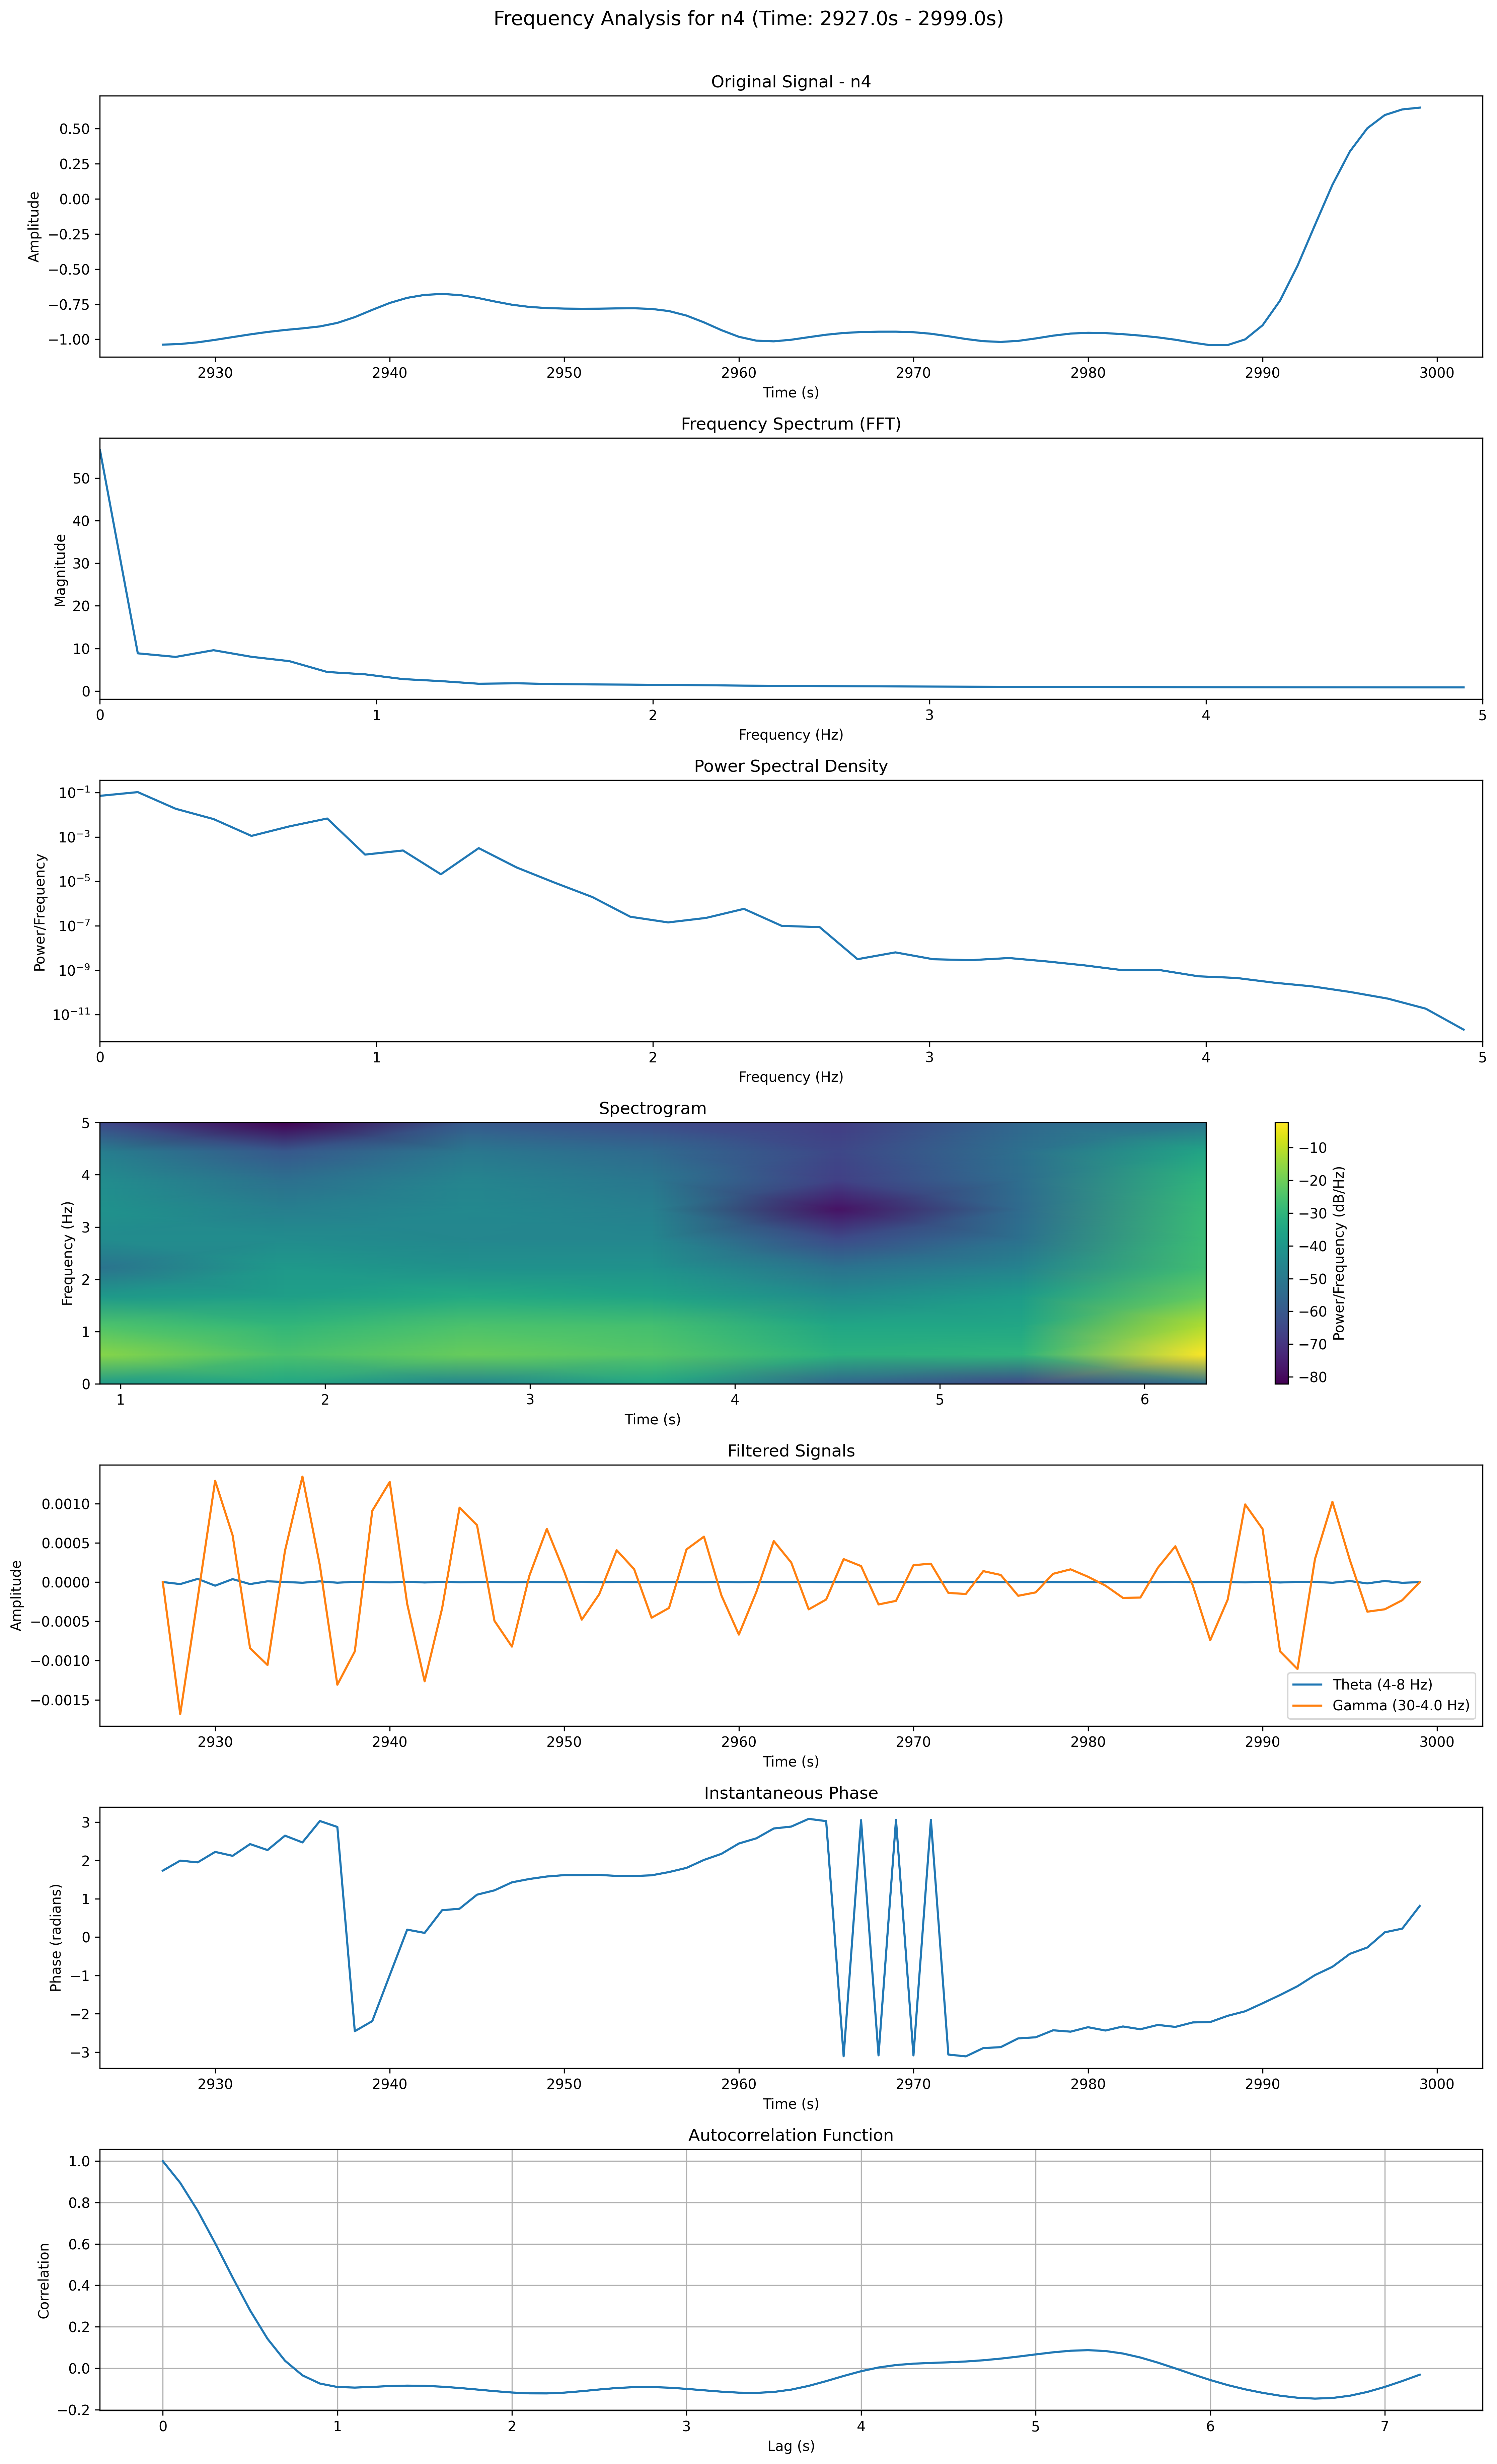 Frequency Analysis for n4 (Time: 2927.0s - 2999.0s)
Original Signal - n4
0.50
0.25
0.00
−0.25
−0.50
−0.75
−1.00
Amplitude
2930 2940 2950 2960 2970 2980 2990 3000
Time (s)
Frequency Spectrum (FFT)
50
40
30
20
10
0
Magnitude
0 1 2 3 4 5
Frequency (Hz)
Power Spectral Density
10⁻¹
10⁻³
10⁻⁵
10⁻⁷
10⁻⁹
10⁻¹¹
Power/Frequency
0 1 2 3 4 5
Frequency (Hz)
Spectrogram
5
4
3
2
1
0
Frequency (Hz)
1 2 3 4 5 6
Time (s)
−10
−20
−30
−40
−50
−60
−70
−80
Power/Frequency (dB/Hz)
Filtered Signals
0.0010
0.0005
0.0000
−0.0005
−0.0010
−0.0015
Amplitude
Theta (4-8 Hz)
Gamma (30-4.0 Hz)
2930 2940 2950 2960 2970 2980 2990 3000
Time (s)
Instantaneous Phase
3
2
1
0
−1
−2
−3
Phase (radians)
2930 2940 2950 2960 2970 2980 2990 3000
Time (s)
Autocorrelation Function
1.0
0.8
0.6
0.4
0.2
0.0
−0.2
Correlation
0 1 2 3 4 5 6 7
Lag (s)